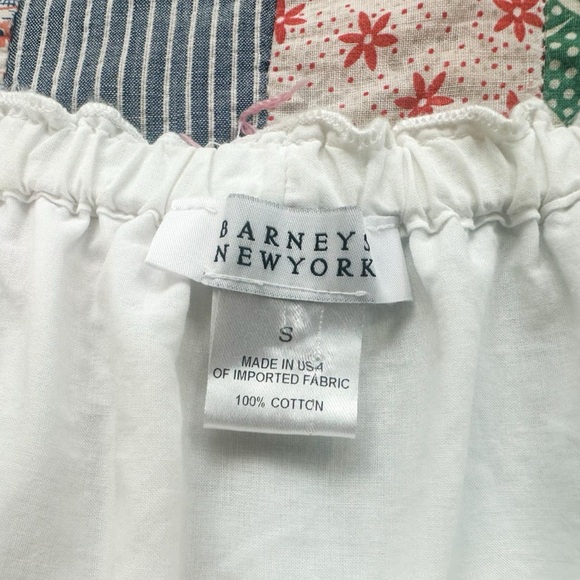 BARNEYS
NEWYORK
S
MADE IN USA
OF IMPORTED FABRIC
100% COTTON